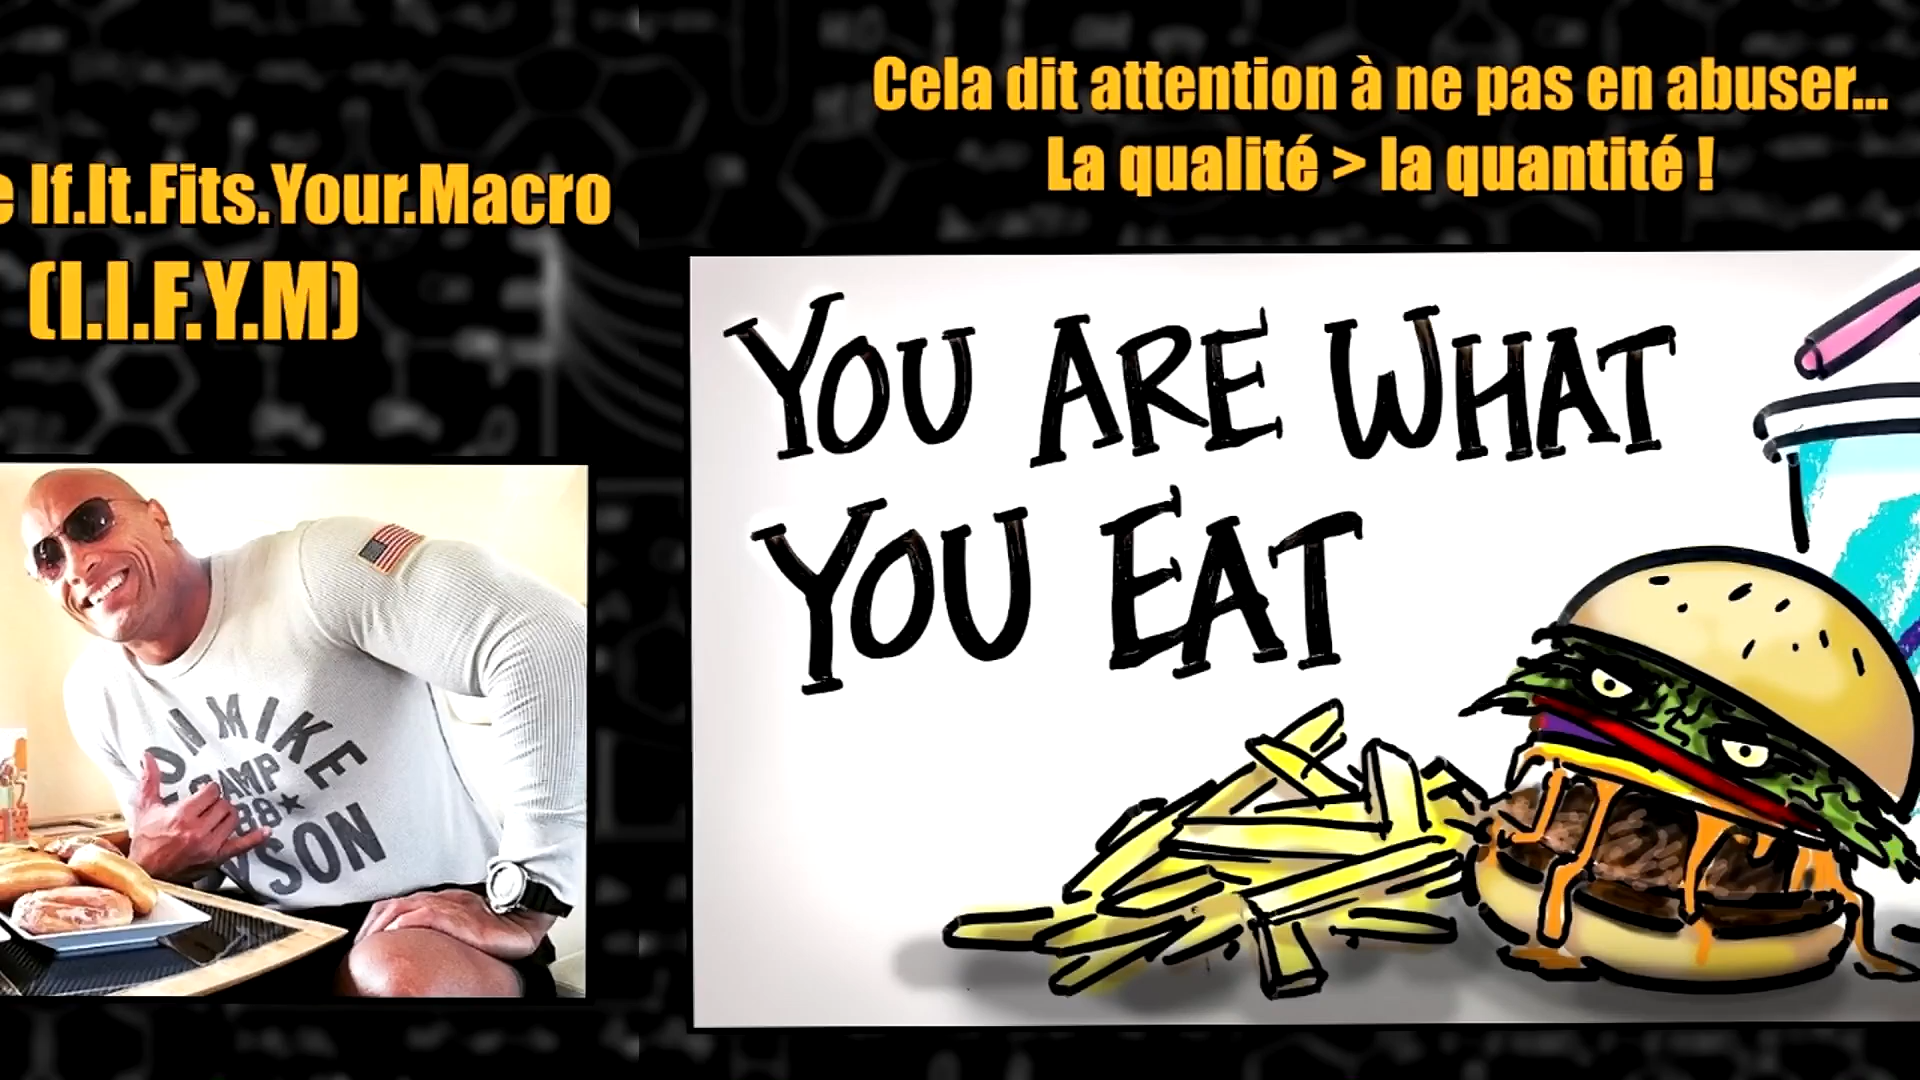 If.It.Fits.Your.Macro
(I.I.F.Y.M)
Cela dit attention à ne pas en abuser...
La qualité > la quantité !
YOU ARE WHAT
YOU EAT
MIKE
CAMP
88★